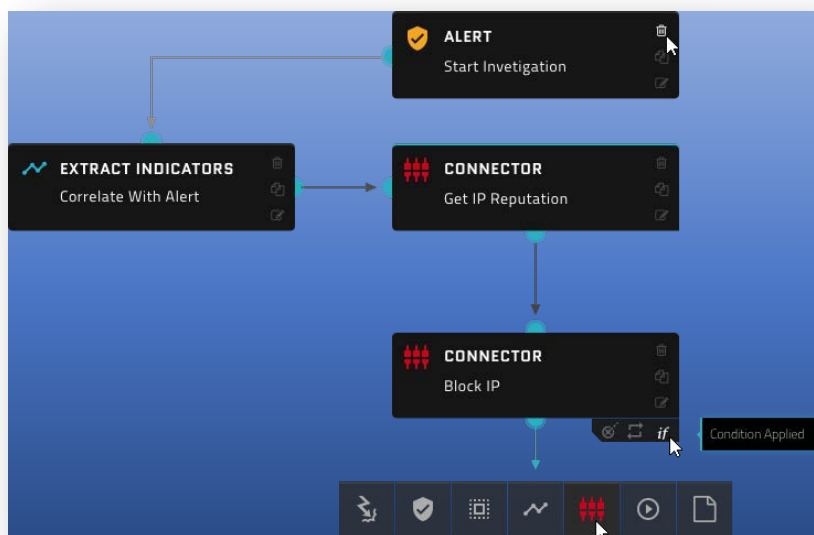 ALERT
Start Invetigation
EXTRACT INDICATORS
Correlate With Alert
CONNECTOR
Get IP Reputation
CONNECTOR
Block IP
if
Condition Applied